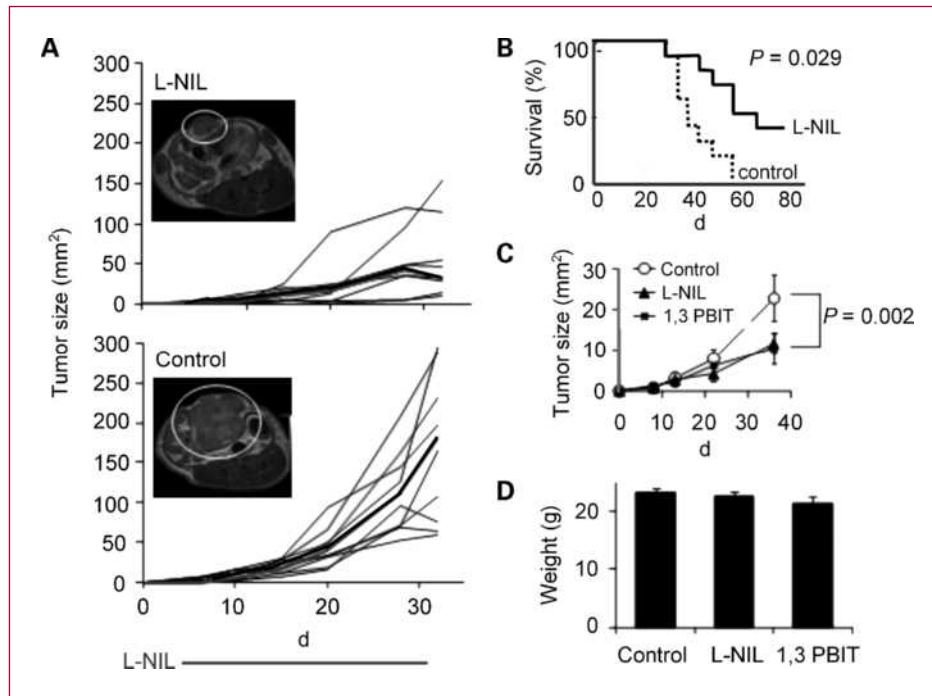 A
300
L-NIL
250
200
150
100
50
0
Tumor size (mm²)
Control
300
250
200
150
100
50
0
0 10 20 30
d
L-NIL
B
100
50
0
Survival (%)
P = 0.029
L-NIL
control
0 20 40 60 80
d
C
30
20
10
0
Tumor size (mm²)
Control
L-NIL
1,3 PBIT
P = 0.002
0 10 20 30 40
d
D
20
10
0
Weight (g)
Control L-NIL 1,3 PBIT